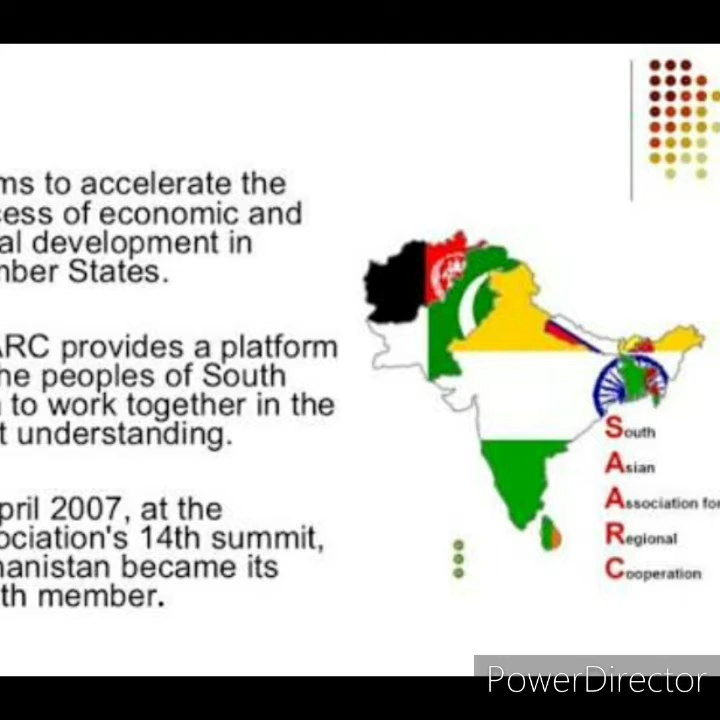 ms to accelerate the
cess of economic and
al development in
mber States.
ARC provides a platform
he peoples of South
to work together in the
t understanding.
pril 2007, at the
ociation's 14th summit,
hanistan became its
th member.
South
Asian
Association for
Regional
Cooperation
PowerDirector